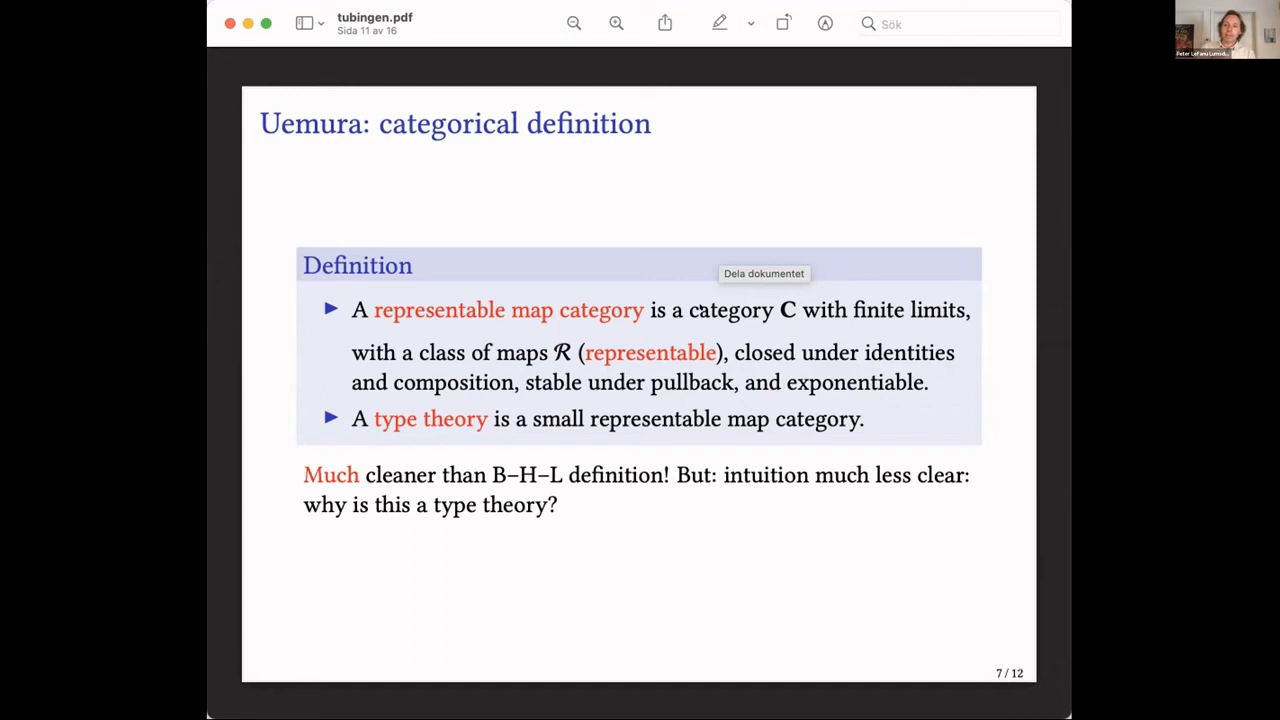 tubingen.pdf
Sida 11 av 16
Sök
Uemura: categorical definition
Definition
Dela dokumentet
▶ A representable map category is a category C with finite limits,
with a class of maps R (representable), closed under identities
and composition, stable under pullback, and exponentiable.
▶ A type theory is a small representable map category.
Much cleaner than B–H–L definition! But: intuition much less clear:
why is this a type theory?
7 / 12
Peter LeFanu Lumsd...